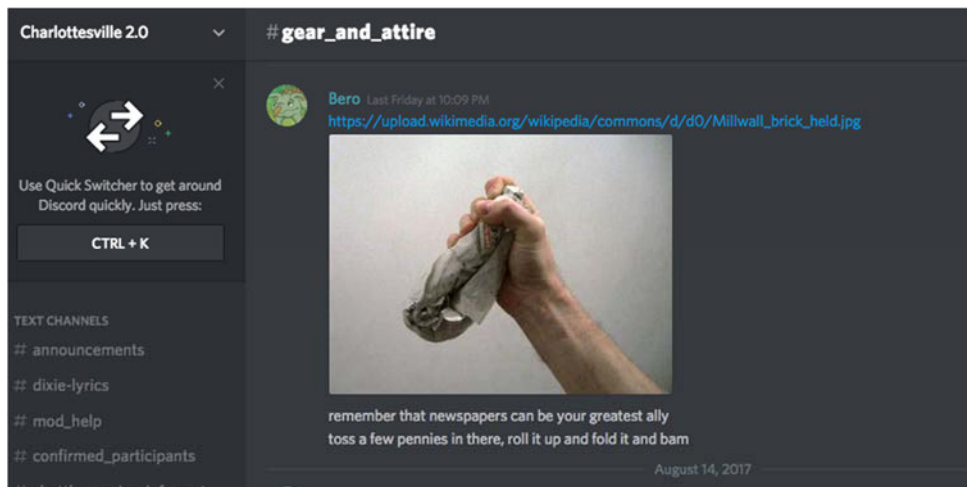 Charlottesville 2.0
Use Quick Switcher to get around
Discord quickly. Just press:
CTRL + K
TEXT CHANNELS
# announcements
# dixie-lyrics
# mod_help
# confirmed_participants
#gear_and_attire
Bero Last Friday at 10:09 PM
https://upload.wikimedia.org/wikipedia/commons/d/d0/Millwall_brick_held.jpg
remember that newspapers can be your greatest ally
toss a few pennies in there, roll it up and fold it and bam
August 14, 2017